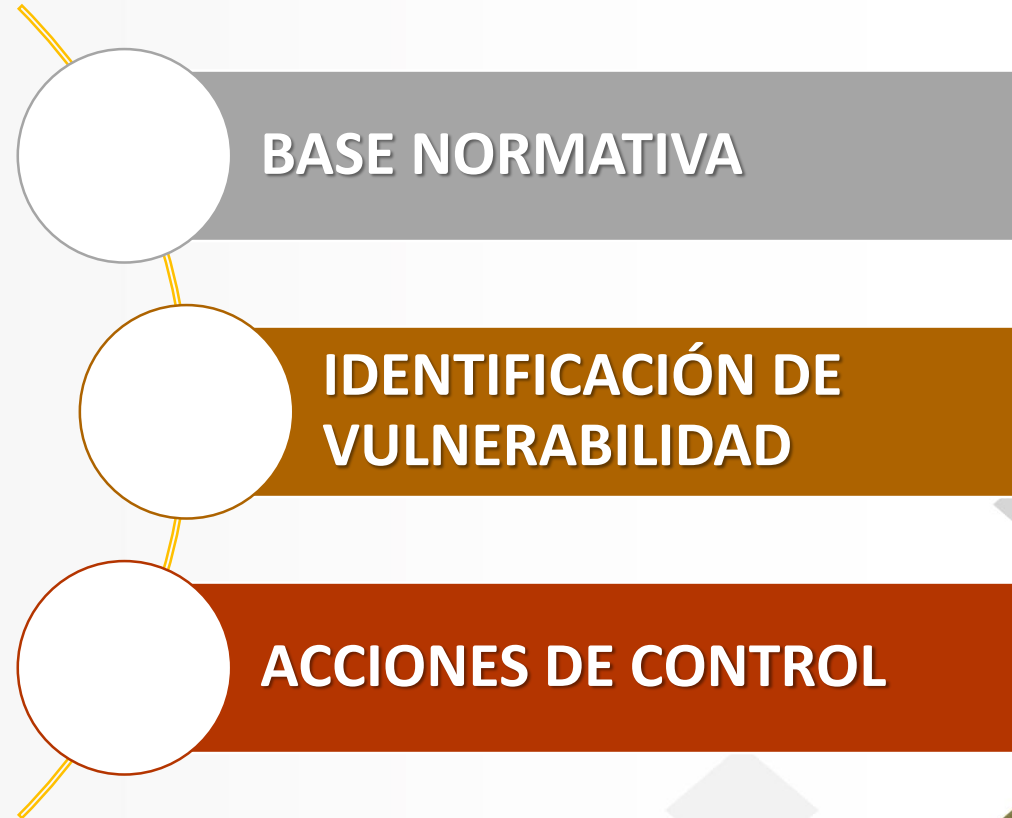 BASE NORMATIVA
IDENTIFICACIÓN DE
VULNERABILIDAD
ACCIONES DE CONTROL